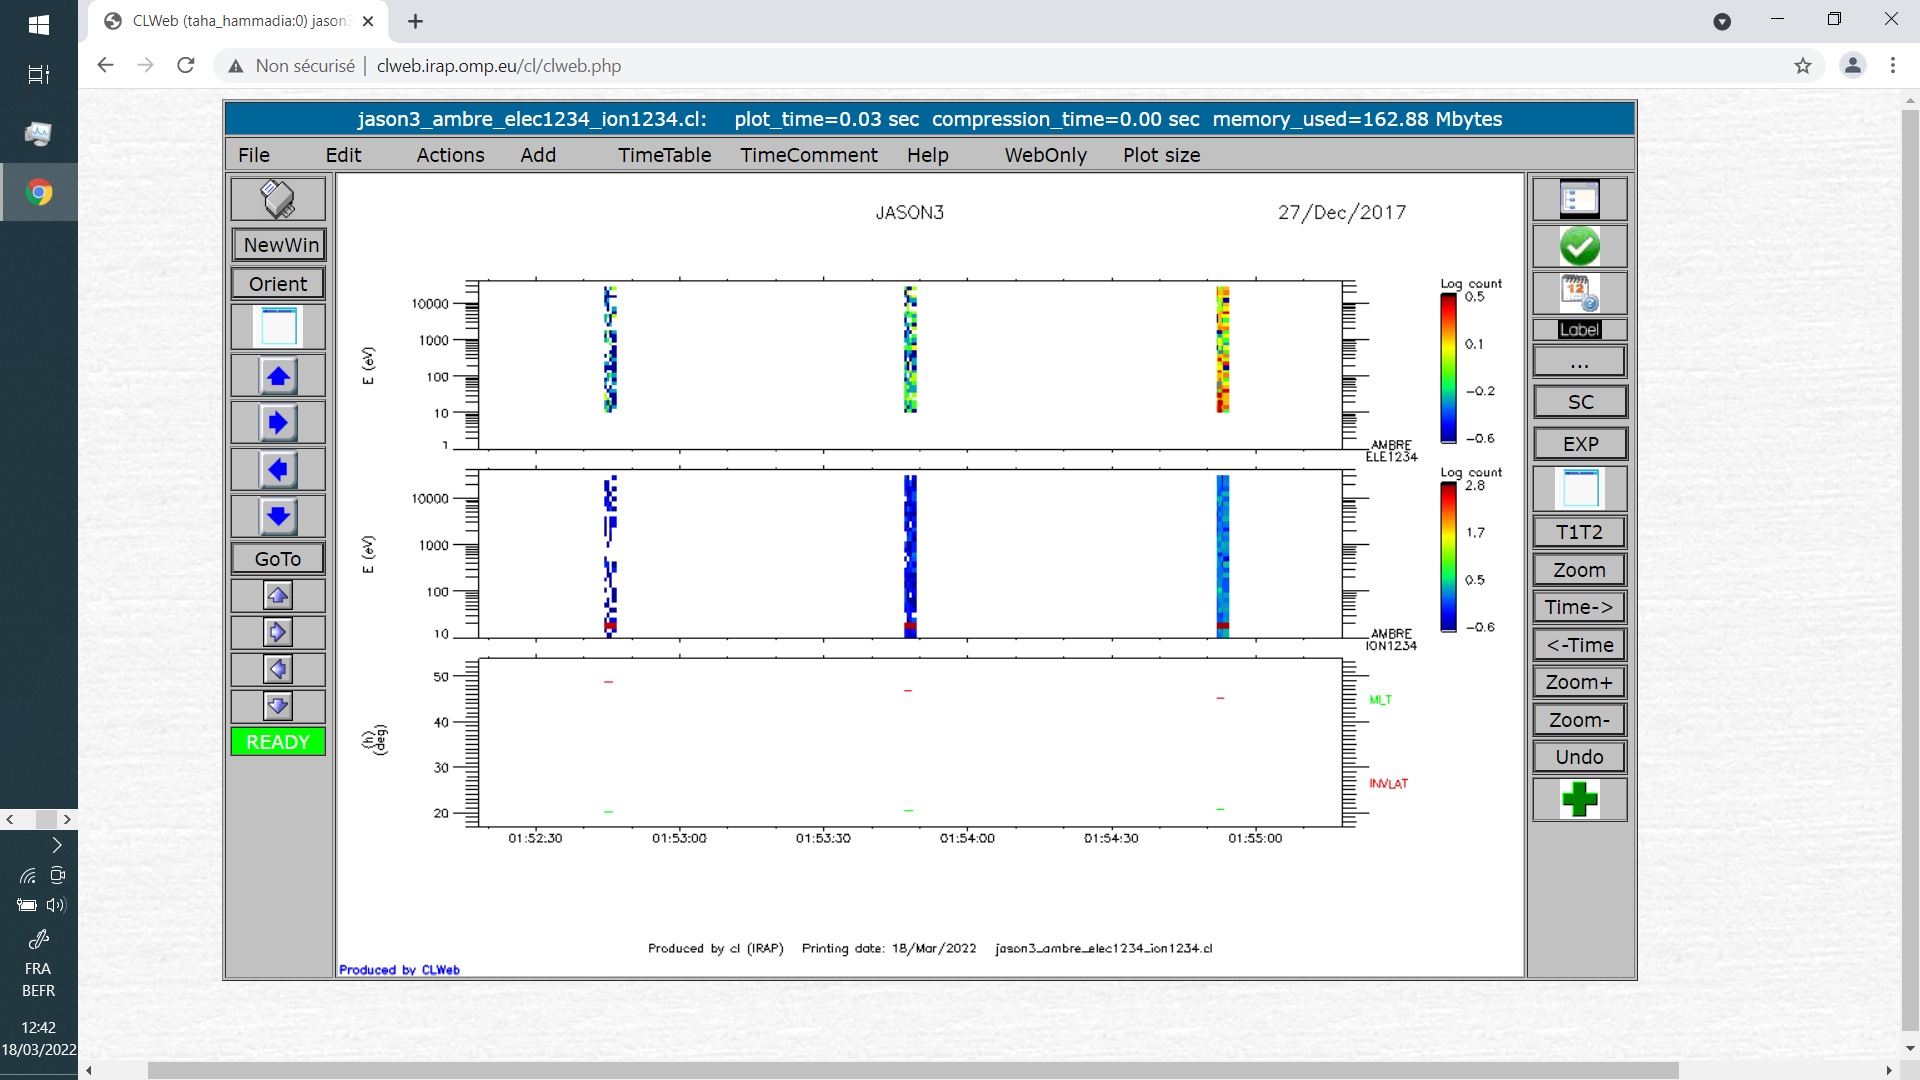 CLWeb (taha_hammadia:0) jason3
Non sécurisé | clweb.irap.omp.eu/cl/clweb.php
jason3_ambre_elec1234_ion1234.cl: plot_time=0.03 sec compression_time=0.00 sec memory_used=162.88 Mbytes
File Edit Actions Add TimeTable TimeComment Help WebOnly Plot size
NewWin
Orient
GoTo
READY
JASON3 27/Dec/2017
Log count
0.5
0.1
-0.2
-0.6
10000
1000
100
10
1
E (eV)
AMBRE
ELE1234
Log count
2.8
1.7
0.5
-0.6
10000
1000
100
10
E (eV)
AMBRE
ION1234
50
40
30
20
(h)
(deg)
MLT
INVLAT
01:52:30 01:53:00 01:53:30 01:54:00 01:54:30 01:55:00
Produced by cl (IRAP) Printing date: 18/Mar/2022 jason3_ambre_elec1234_ion1234.cl
Produced by CLWeb
12
Label
...
SC
EXP
T1T2
Zoom
Time->
<-Time
Zoom+
Zoom-
Undo
FRA
BEFR
12:42
18/03/2022